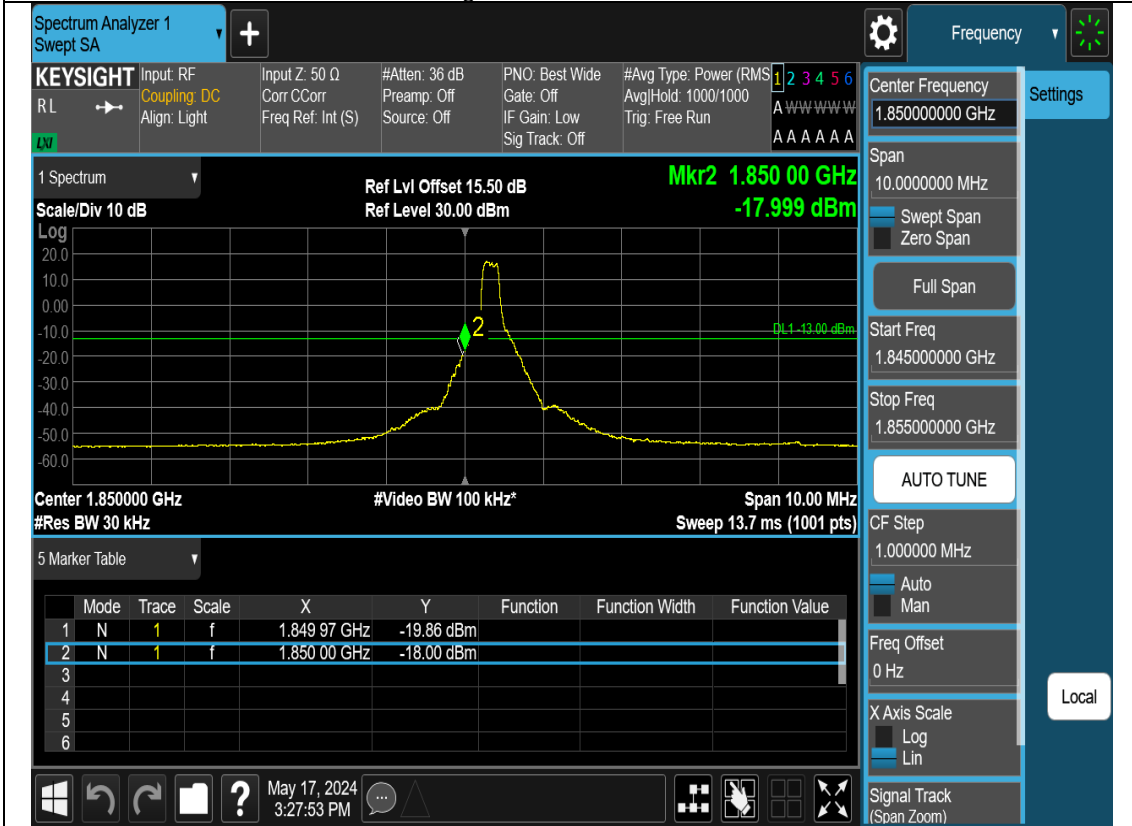 Spectrum Analyzer 1
Swept SA
+
Frequency
KEYSIGHT
RL
LXI
Input: RF
Coupling: DC
Align: Light
Input Z: 50 Ω
Corr CCorr
Freq Ref: Int (S)
#Atten: 36 dB
Preamp: Off
Source: Off
PNO: Best Wide
Gate: Off
IF Gain: Low
Sig Track: Off
#Avg Type: Power (RMS
Avg|Hold: 1000/1000
Trig: Free Run
1 2 3 4 5 6
A W W W W W
A A A A A A
1 Spectrum
Scale/Div 10 dB
Ref Lvl Offset 15.50 dB
Ref Level 30.00 dBm
Mkr2 1.850 00 GHz
-17.999 dBm
Log
20.0
10.0
0.00
-10.0
-20.0
-30.0
-40.0
-50.0
-60.0
2
DL1 -13.00 dBm
Center 1.850000 GHz
#Res BW 30 kHz
#Video BW 100 kHz*
Span 10.00 MHz
Sweep 13.7 ms (1001 pts)
5 Marker Table
Mode Trace Scale X Y Function Function Width Function Value
1 N 1 f 1.849 97 GHz -19.86 dBm
2 N 1 f 1.850 00 GHz -18.00 dBm
3
4
5
6
?
May 17, 2024
3:27:53 PM
Center Frequency
1.850000000 GHz
Span
10.0000000 MHz
Swept Span
Zero Span
Full Span
Start Freq
1.845000000 GHz
Stop Freq
1.855000000 GHz
AUTO TUNE
CF Step
1.000000 MHz
Auto
Man
Freq Offset
0 Hz
X Axis Scale
Log
Lin
Signal Track
(Span Zoom)
Settings
Local